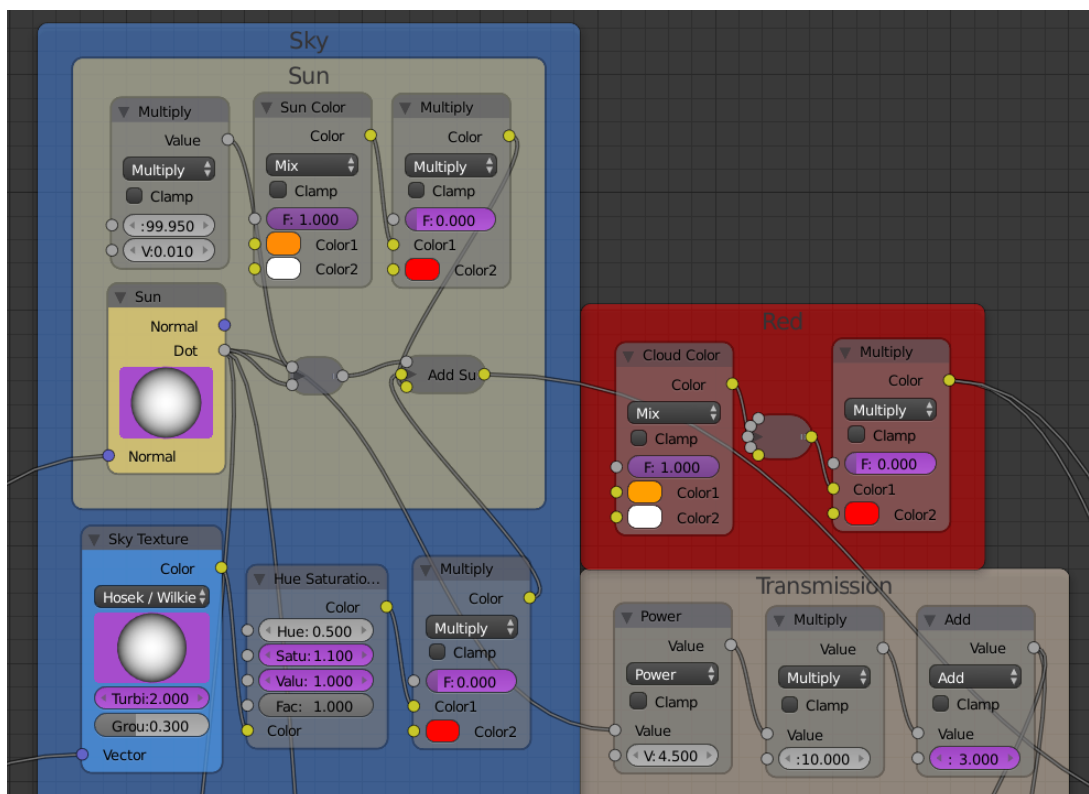 Sky
Sun
Multiply
Value
Multiply
Clamp
:99.950
V:0.010
Sun Color
Color
Mix
Clamp
F: 1.000
Color1
Color2
Multiply
Color
Multiply
Clamp
F:0.000
Color1
Color2
Sun
Normal
Dot
Normal
Add Su
Sky Texture
Color
Hosek / Wilkie
Turbi:2.000
Grou:0.300
Vector
Hue Saturatio...
Color
Hue: 0.500
Satu:1.100
Valu: 1.000
Fac: 1.000
Color
Multiply
Color
Multiply
Clamp
F:0.000
Color1
Color2
Red
Cloud Color
Color
Mix
Clamp
F: 1.000
Color1
Color2
Multiply
Color
Multiply
Clamp
F: 0.000
Color1
Color2
Transmission
Power
Value
Power
Clamp
Value
V:4.500
Multiply
Value
Multiply
Clamp
Value
:10.000
Add
Value
Add
Clamp
Value
: 3.000